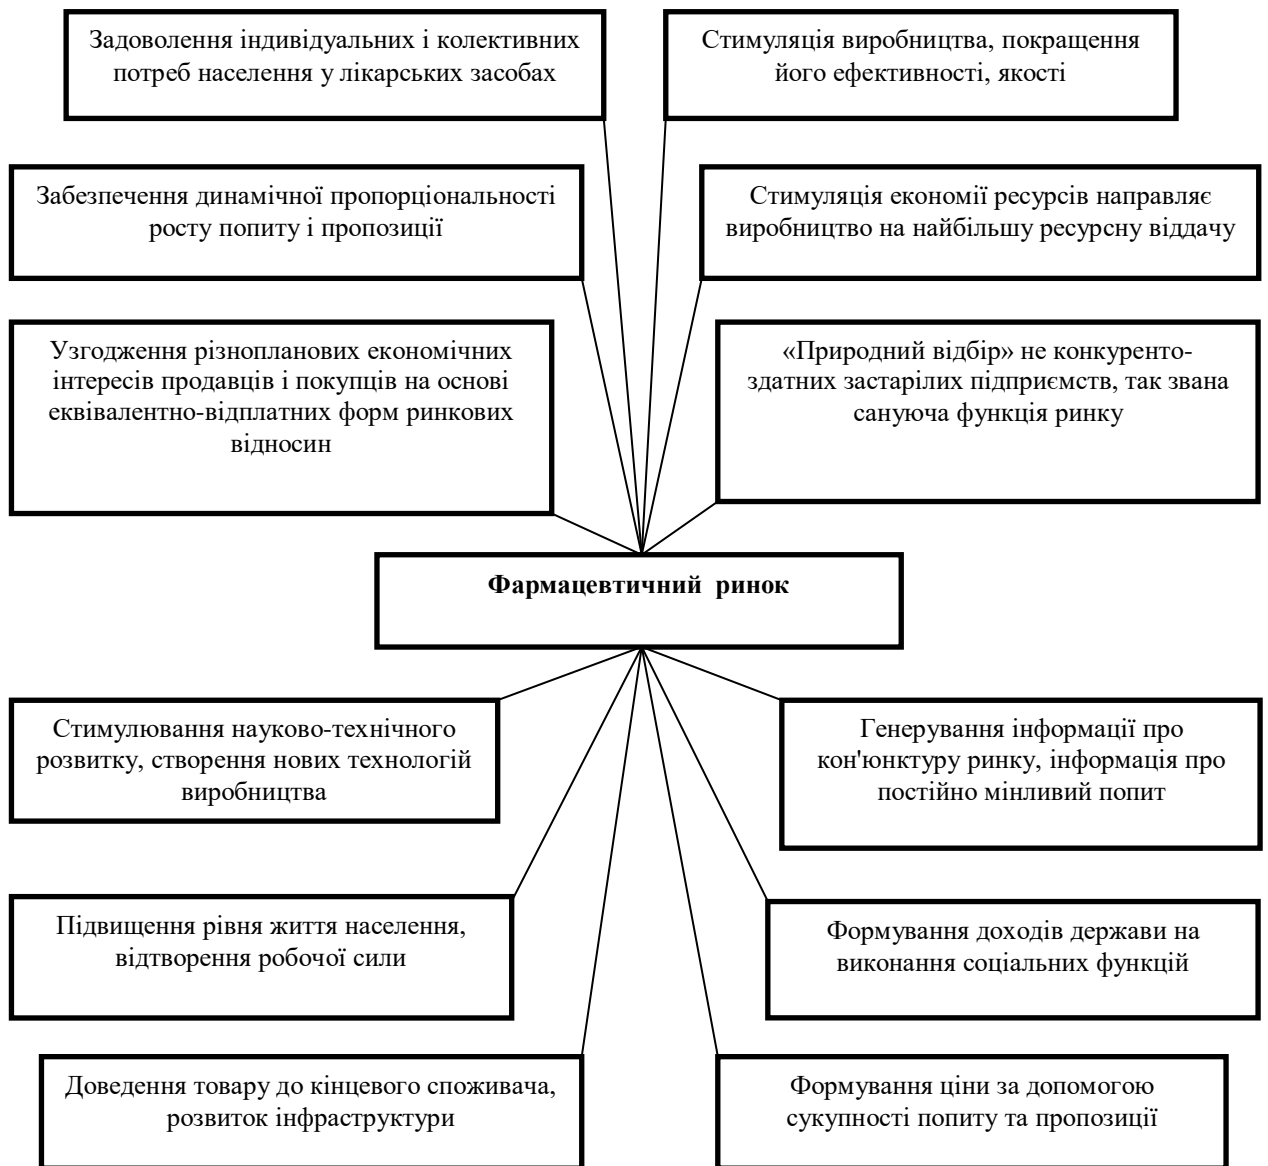 Задоволення індивідуальних і колективних
потреб населення у лікарських засобах
Стимуляція виробництва, покращення
його ефективності, якості
Забезпечення динамічної пропорціональності
росту попиту і пропозиції
Стимуляція економії ресурсів направляє
виробництво на найбільшу ресурсну віддачу
Узгодження різнопланових економічних
інтересів продавців і покупців на основі
еквівалентно-відплатних форм ринкових
відносин
«Природний відбір» не конкуренто-
здатних застарілих підприємств, так звана
сануюча функція ринку
Фармацевтичний ринок
Стимулювання науково-технічного
розвитку, створення нових технологій
виробництва
Генерування інформації про
кон'юнктуру ринку, інформація про
постійно мінливий попит
Підвищення рівня життя населення,
відтворення робочої сили
Формування доходів держави на
виконання соціальних функцій
Доведення товару до кінцевого споживача,
розвиток інфраструктури
Формування ціни за допомогою
сукупності попиту та пропозиції